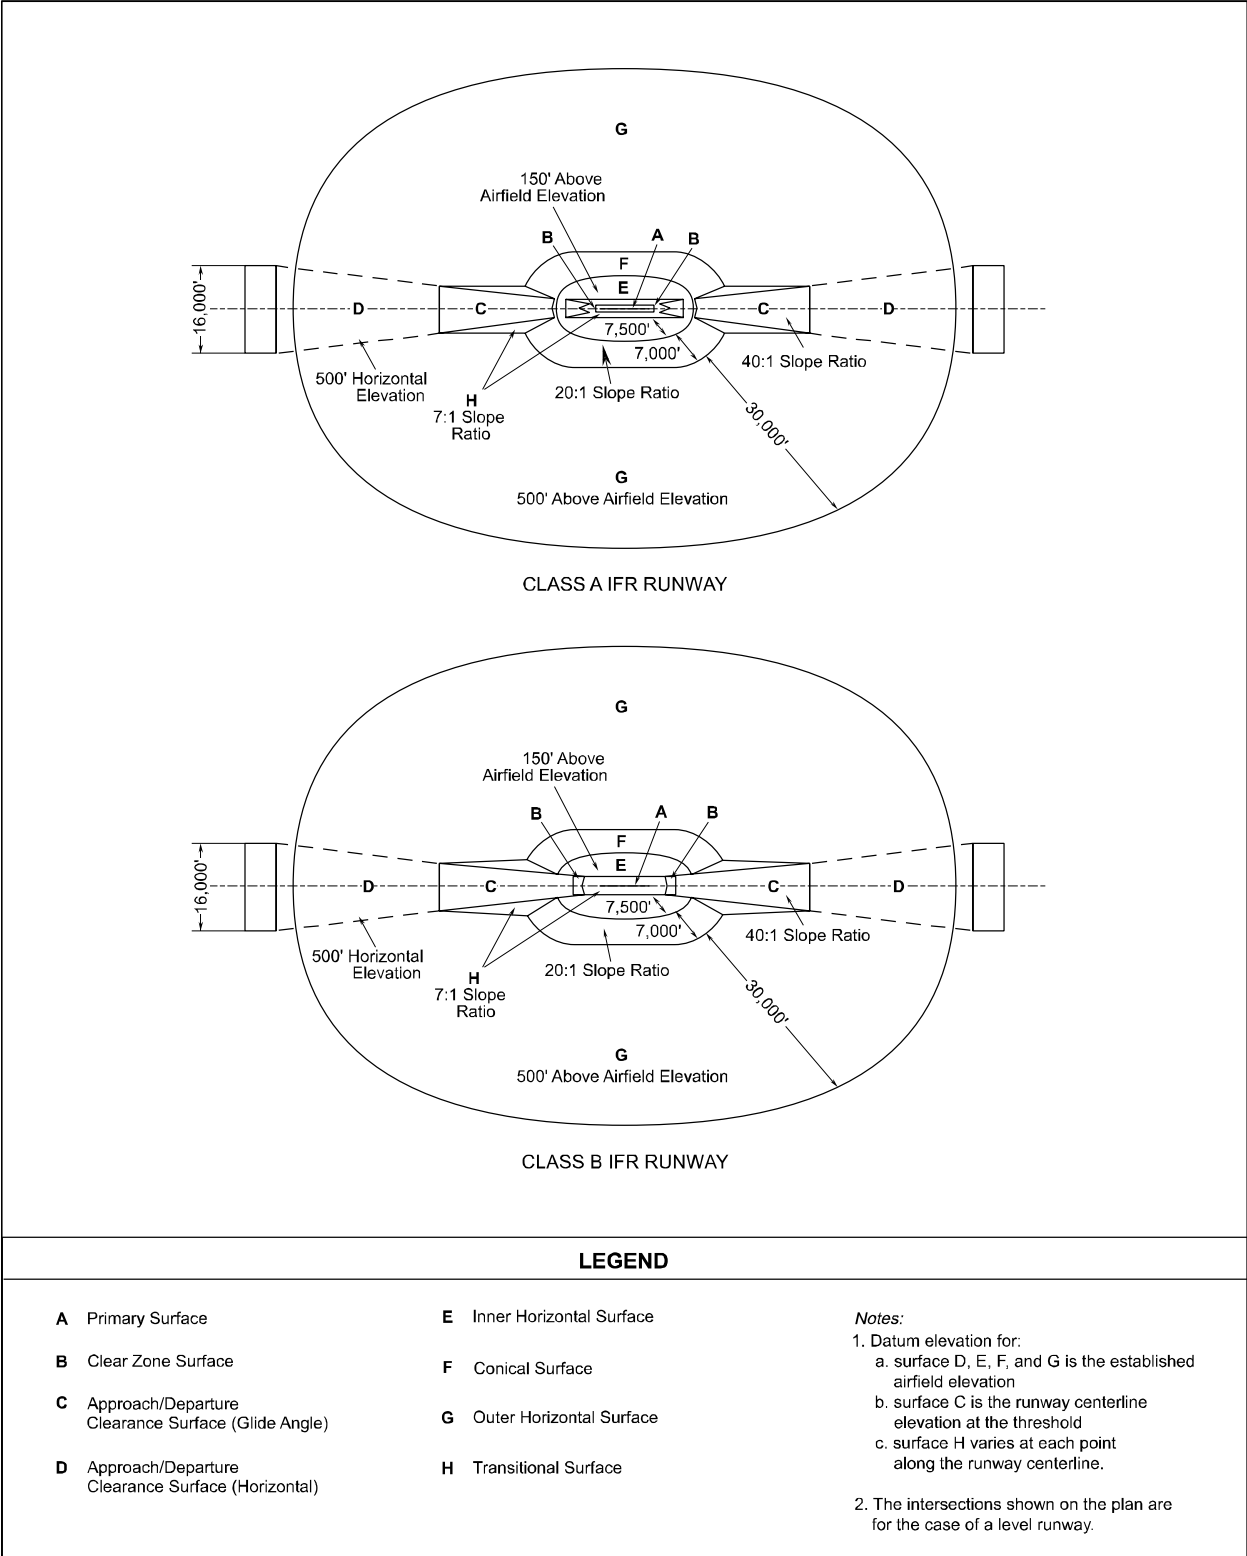 G
150' Above
Airfield Elevation
B
A
B
F
E
16,000'
D
C
C
D
7,500'
7,000'
40:1 Slope Ratio
500' Horizontal
Elevation
20:1 Slope Ratio
H
7:1 Slope
Ratio
30,000'
G
500' Above Airfield Elevation
CLASS A IFR RUNWAY
G
150' Above
Airfield Elevation
B
A
B
F
E
16,000'
D
C
C
D
7,500'
7,000'
40:1 Slope Ratio
500' Horizontal
Elevation
20:1 Slope Ratio
H
7:1 Slope
Ratio
30,000'
G
500' Above Airfield Elevation
CLASS B IFR RUNWAY
LEGEND
A Primary Surface
B Clear Zone Surface
C Approach/Departure
Clearance Surface (Glide Angle)
D Approach/Departure
Clearance Surface (Horizontal)
E Inner Horizontal Surface
F Conical Surface
G Outer Horizontal Surface
H Transitional Surface
Notes:
1. Datum elevation for:
a. surface D, E, F, and G is the established
airfield elevation
b. surface C is the runway centerline
elevation at the threshold
c. surface H varies at each point
along the runway centerline.
2. The intersections shown on the plan are
for the case of a level runway.